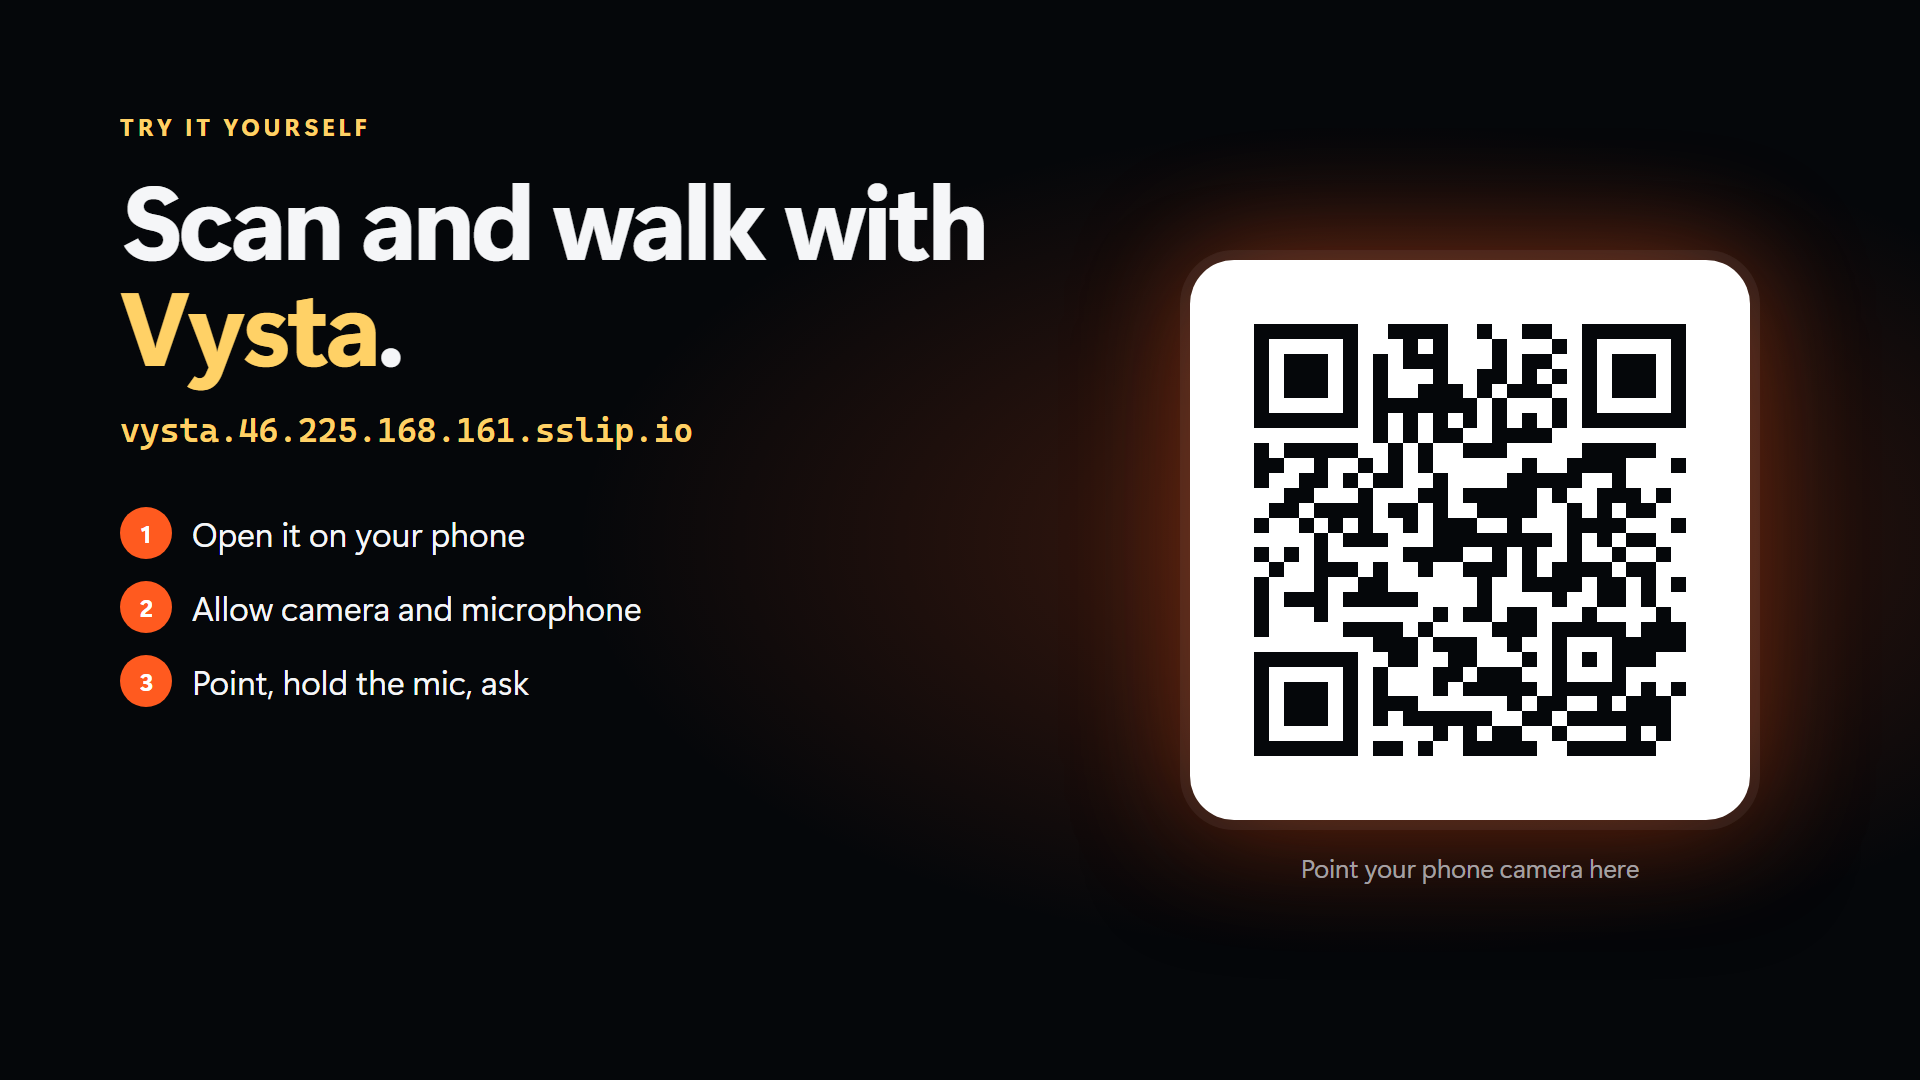 TRY IT YOURSELF
Scan and walk with
Vysta.
vysta.46.225.168.161.sslip.io
1 Open it on your phone
2 Allow camera and microphone
3 Point, hold the mic, ask
Point your phone camera here